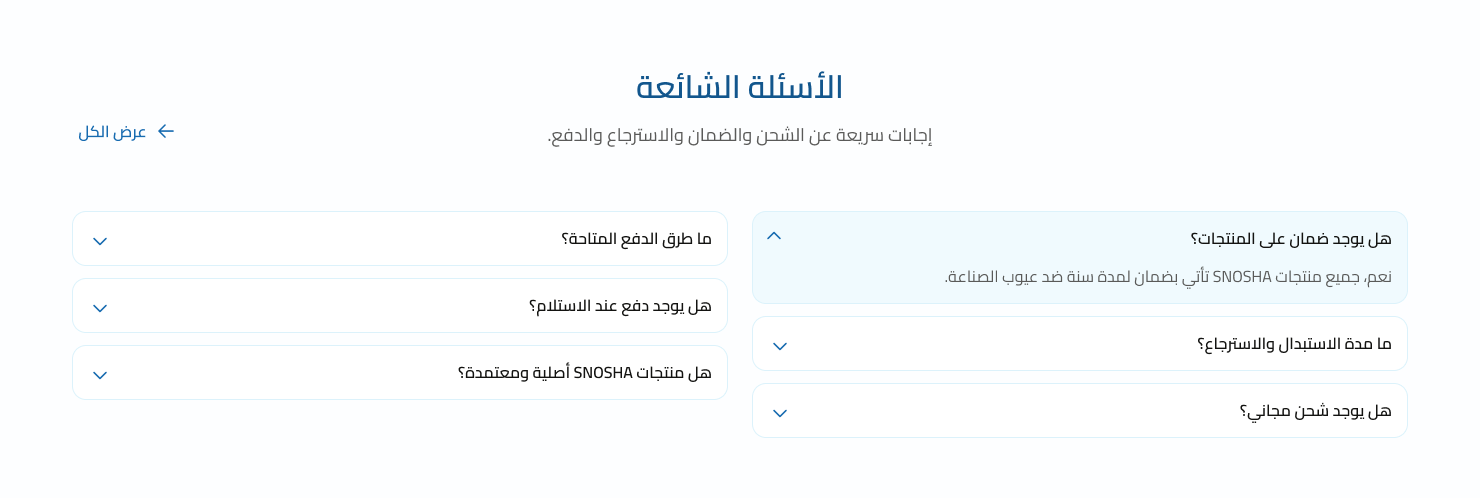 الأسئلة الشائعة
إجابات سريعة عن الشحن والضمان والاسترجاع والدفع.
عرض الكل
هل يوجد ضمان على المنتجات؟
نعم، جميع منتجات SNOSHA تأتي بضمان لمدة سنة ضد عيوب الصناعة.
ما مدة الاستبدال والاسترجاع؟
هل يوجد شحن مجاني؟
ما طرق الدفع المتاحة؟
هل يوجد دفع عند الاستلام؟
هل منتجات SNOSHA أصلية ومعتمدة؟